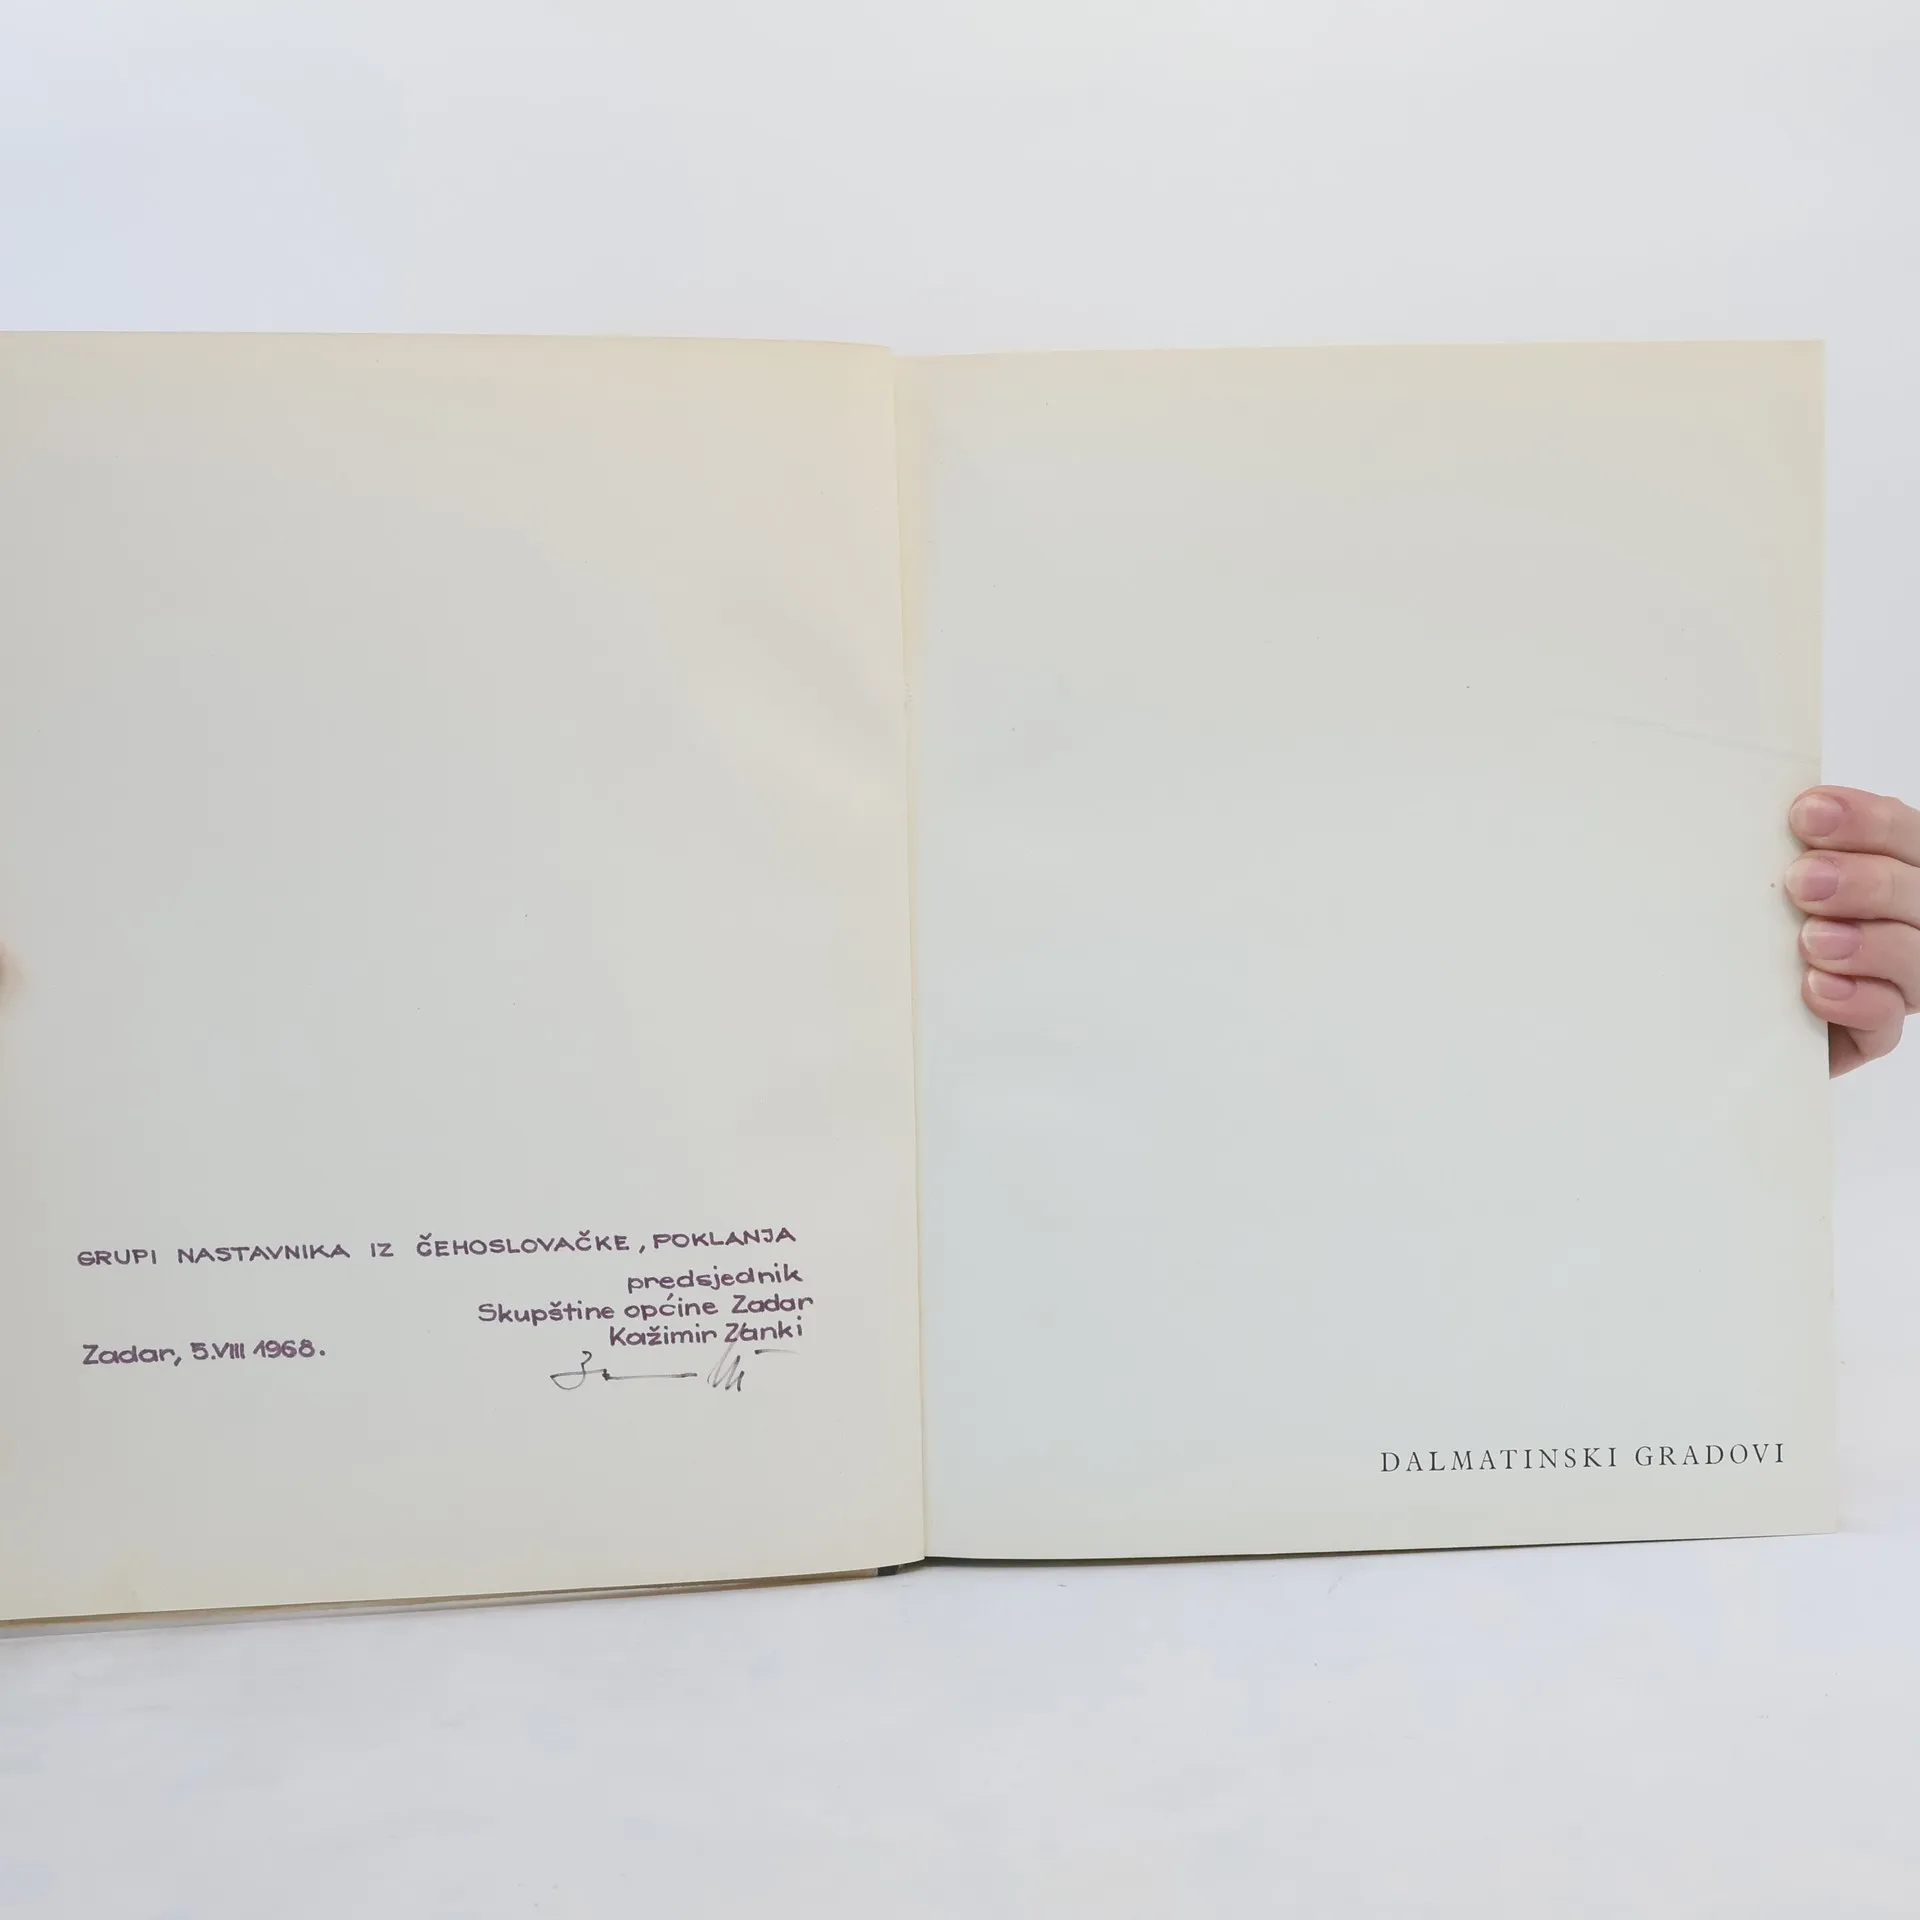 GRUPI NASTAVNIKA IZ ČEHOSLOVAČKE, POKLANJA
predsjednik
Skupštine općine Zadar
Kažimir Zanki
Zadar, 5.VIII 1968.
DALMATINSKI GRADOVI